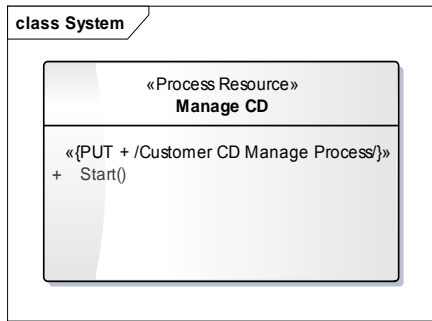 class System
«Process Resource»
Manage CD
«{PUT + /Customer CD Manage Process/}»
+ Start()